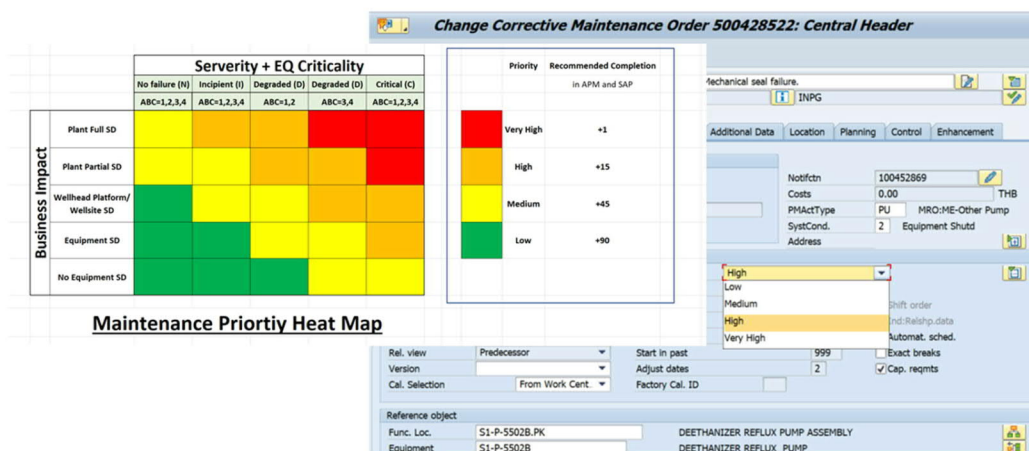 Change Corrective Maintenance Order 500428522: Central Header
Serverity + EQ Criticality
No failure (N) Incipient (I) Degraded (D) Degraded (D) Critical (C)
ABC=1,2,3,4 ABC=1,2,3,4 ABC=1,2 ABC=3,4 ABC=1,2,3,4
Business Impact
Plant Full SD
Plant Partial SD
Wellhead Platform/
Wellsite SD
Equipment SD
No Equipment SD
Maintenance Priortiy Heat Map
Priority Recommended Completion
in APM and SAP
Very High +1
High +15
Medium +45
Low +90
Mechanical seal failure.
INPG
Additional Data Location Planning Control Enhancement
Notifctn 100452869
Costs 0.00 THB
PMActType PU MRO:ME-Other Pump
SystCond. 2 Equipment Shutd
Address
High
Low
Medium
High
Very High
Shift order
Ind:Relshp.data
Automat. sched.
Rel. view Predecessor Start in past 999 Exact breaks
Version Adjust dates 2 Cap. reqmts
Cal. Selection From Work Cent. Factory Cal. ID
Reference object
Func. Loc. S1-P-5502B.PK DEETHANIZER REFLUX PUMP ASSEMBLY
Equipment S1-P-5502B DEETHANIZER REFLUX PUMP